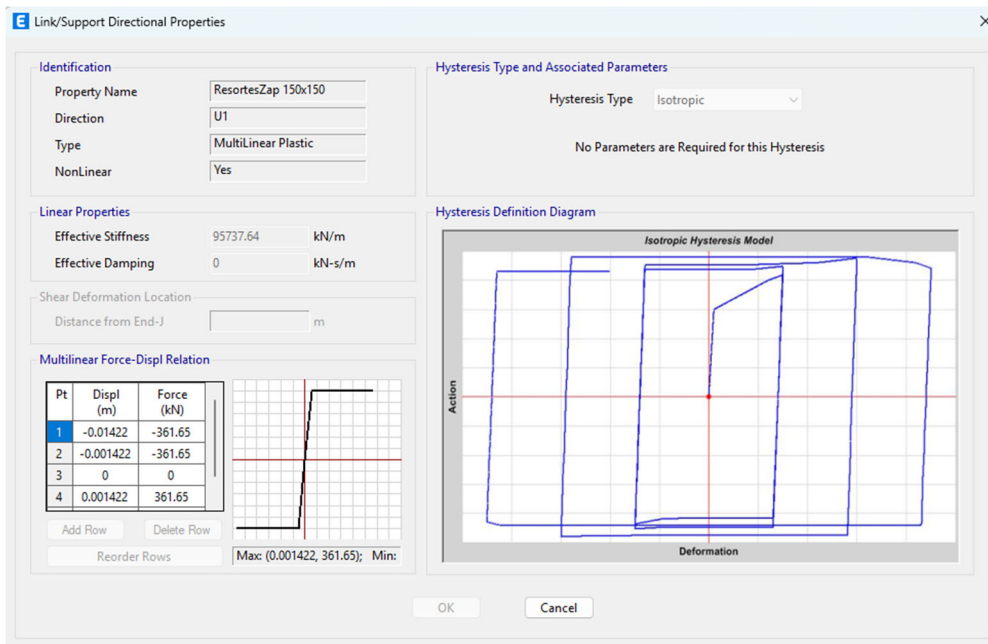 E Link/Support Directional Properties
Identification
Property Name ResortesZap 150x150
Direction U1
Type MultiLinear Plastic
NonLinear Yes
Hysteresis Type and Associated Parameters
Hysteresis Type Isotropic
No Parameters are Required for this Hysteresis
Linear Properties
Effective Stiffness 95737.64 kN/m
Effective Damping 0 kN-s/m
Shear Deformation Location
Distance from End-J m
Multilinear Force-Displ Relation
Pt Displ (m) Force (kN)
1 -0.01422 -361.65
2 -0.001422 -361.65
3 0 0
4 0.001422 361.65
Add Row Delete Row
Reorder Rows
Max: (0.001422, 361.65); Min:
Hysteresis Definition Diagram
Isotropic Hysteresis Model
Action
Deformation
OK Cancel